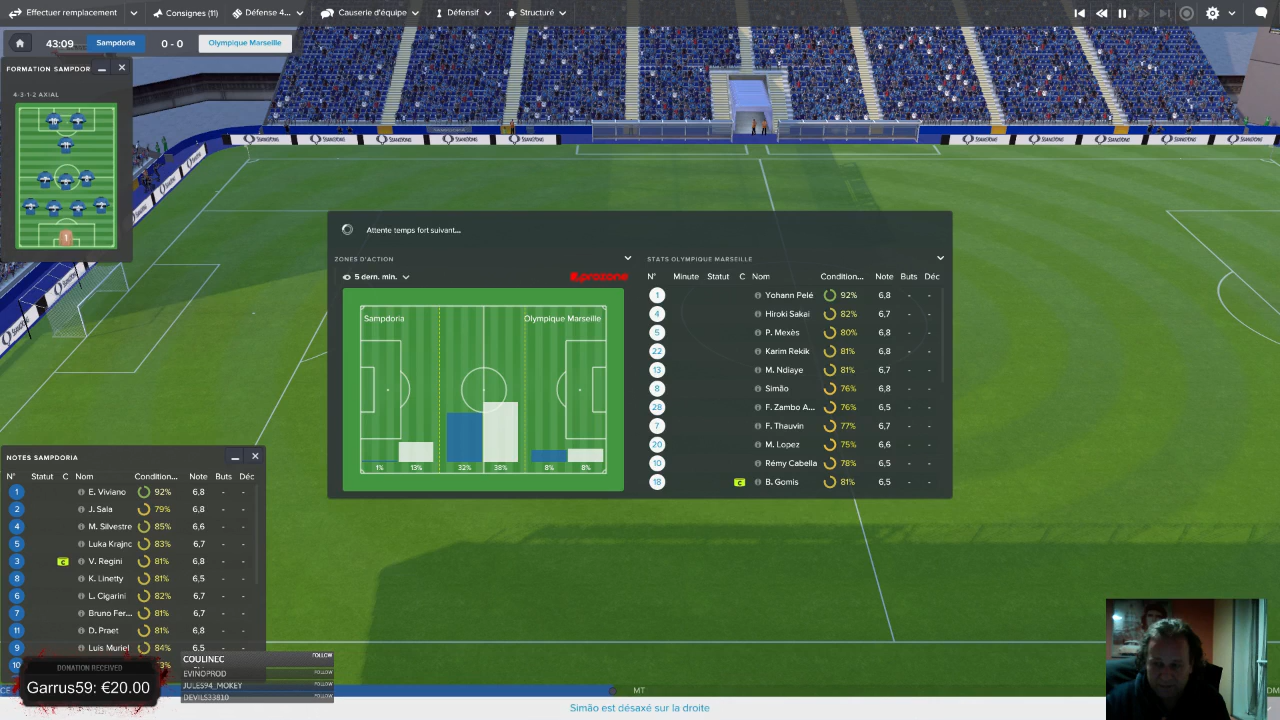 Effectuer remplacement Consignes (11) Défense 4... Causerie d'équipe Défensif Structuré
43:09 Sampdoria 0 - 0 Olympique Marseille
FORMATION SAMPDOR
4-3-1-2 AXIAL
1
Attente temps fort suivant...
ZONES D'ACTION
5 dern. min. prozone
Sampdoria Olympique Marseille
1% 13% 32% 38% 8% 8%
STATS OLYMPIQUE MARSEILLE
N° Minute Statut C Nom Condition... Note Buts Déc
1 Yohann Pelé 92% 6,8 - -
4 Hiroki Sakai 82% 6,7 - -
5 P. Mexès 80% 6,8 - -
22 Karim Rekik 81% 6,8 - -
13 M. Ndiaye 81% 6,7 - -
8 Simão 76% 6,8 - -
28 F. Zambo A... 76% 6,5 - -
7 F. Thauvin 77% 6,7 - -
20 M. Lopez 75% 6,6 - -
10 Rémy Cabella 78% 6,5 - -
18 C B. Gomis 81% 6,5 - -
NOTES SAMPDORIA
N° Statut C Nom Condition... Note Buts Déc
1 E. Viviano 92% 6,8 - -
2 J. Sala 79% 6,8 - -
4 M. Silvestre 85% 6,6 - -
5 Luka Krajnc 83% 6,7 - -
3 C V. Regini 81% 6,8 - -
8 K. Linetty 81% 6,5 - -
6 L. Cigarini 82% 6,7 - -
7 Bruno Fer... 81% 6,7 - -
11 D. Praet 81% 6,8 - -
9 Luis Muriel 84% 6,5 - -
10
DONATION RECEIVED
Garrus59: €20.00
COULINEC FOLLOW
EVINOPROD FOLLOW
JULES94_MOKEY FOLLOW
DEVILS33810 FOLLOW
MT
Simão est désaxé sur la droite